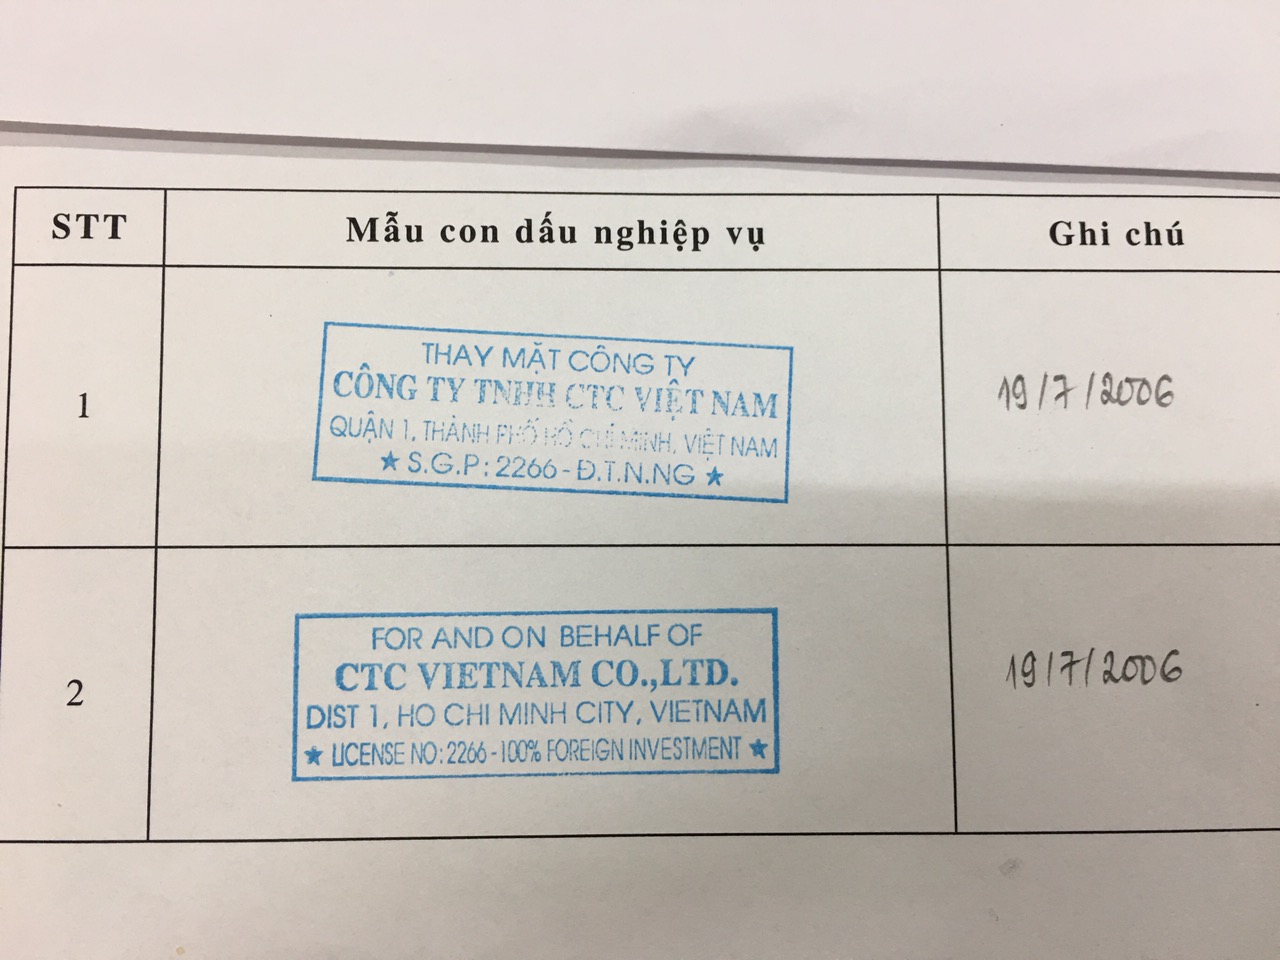 STT Mẫu con dấu nghiệp vụ Ghi chú
THAY MẶT CÔNG TY
CÔNG TY TNHH CTC VIỆT NAM
QUẬN 1, THÀNH PHỐ HỒ CHÍ MINH, VIỆT NAM
1 19/7/2006
★ S.G.P: 2266 - Đ.T.N.NG ★
FOR AND ON BEHALF OF
CTC VIETNAM CO.,LTD.
2 19/7/2006
DIST 1, HO CHI MINH CITY, VIETNAM
★ LICENSE NO: 2266 - 100% FOREIGN INVESTMENT ★